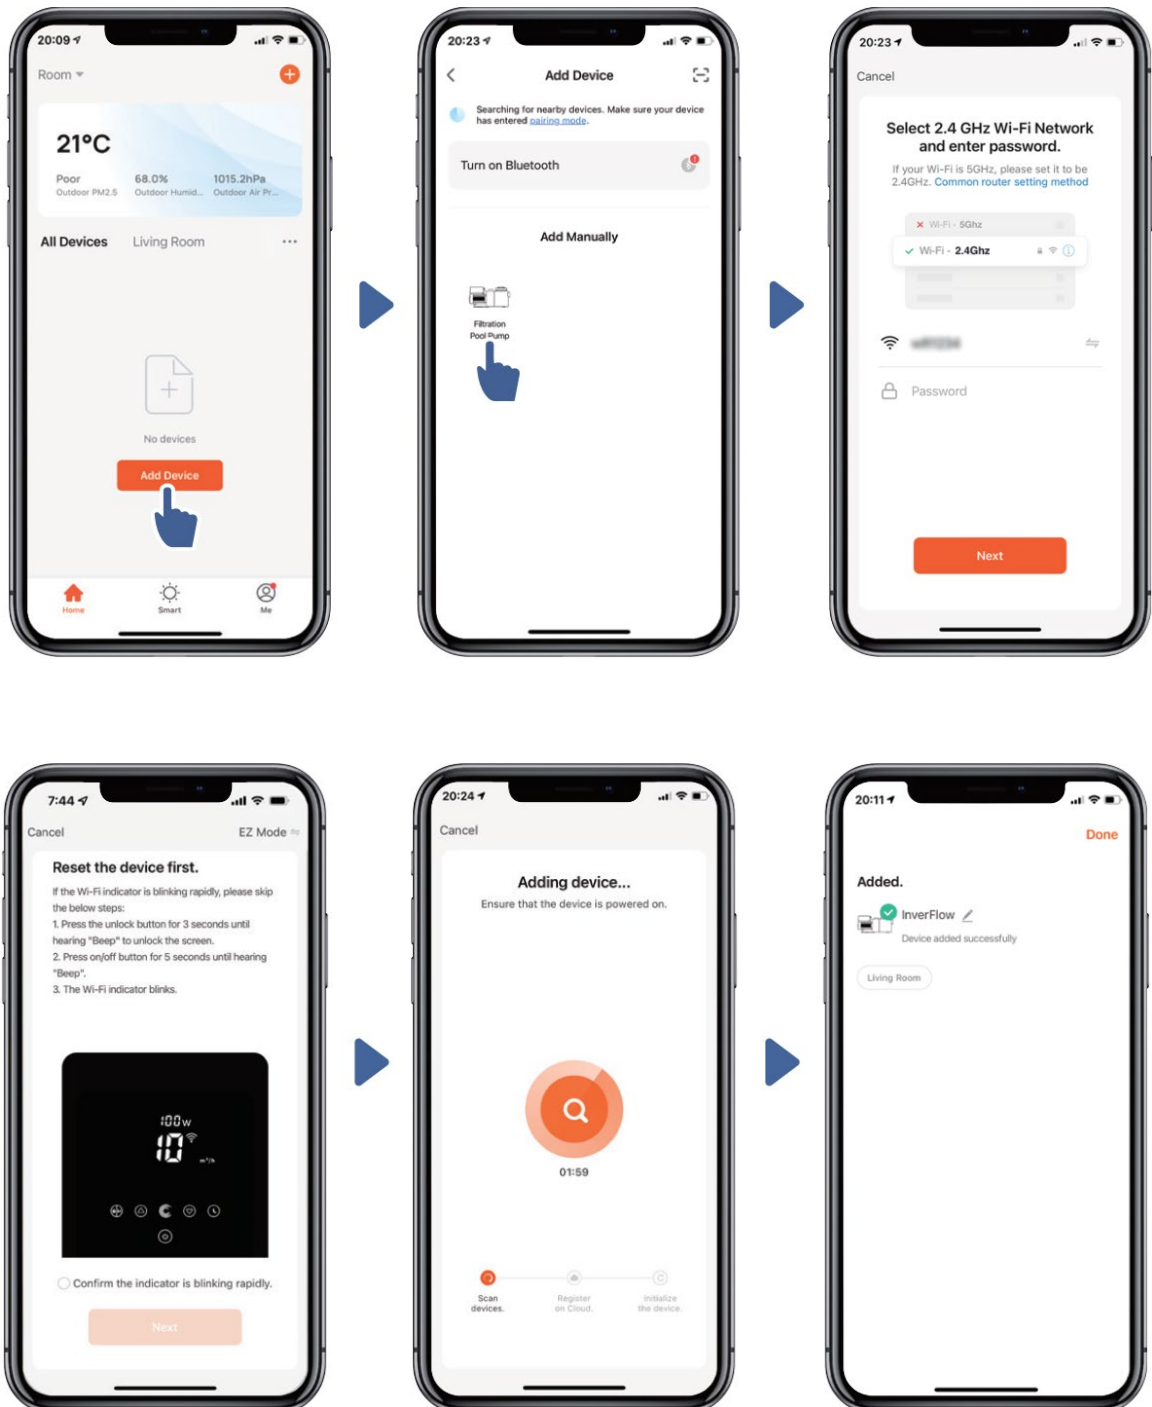 20:09
Room
21°C
Poor
68.0%
1015.2hPa
Outdoor PM2.5
Outdoor Humid...
Outdoor Air Pr...
All Devices
Living Room
No devices
Add Device
Home
Smart
Me
20:23
Add Device
Searching for nearby devices. Make sure your device
has entered pairing mode.
Turn on Bluetooth
Add Manually
Filtration
Pool Pump
20:23
Cancel
Select 2.4 GHz Wi-Fi Network
and enter password.
If your Wi-Fi is 5GHz, please set it to be
2.4GHz. Common router setting method
Wi-Fi - 5Ghz
Wi-Fi - 2.4Ghz
Password
Next
7:44
Cancel
EZ Mode
Reset the device first.
If the Wi-Fi indicator is blinking rapidly, please skip
the below steps:
1. Press the unlock button for 3 seconds until
hearing "Beep" to unlock the screen.
2. Press on/off button for 5 seconds until hearing
"Beep".
3. The Wi-Fi indicator blinks.
100w
10
m³/h
Confirm the indicator is blinking rapidly.
Next
20:24
Cancel
Adding device...
Ensure that the device is powered on.
01:59
Scan
devices.
Register
on Cloud.
Initialize
the device.
20:11
Done
Added.
InverFlow
Device added successfully
Living Room